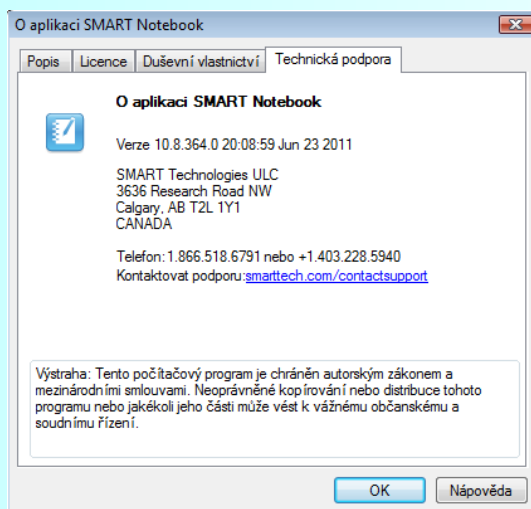 O aplikaci SMART Notebook
Popis Licence Duševní vlastnictví Technická podpora
O aplikaci SMART Notebook
Verze 10.8.364.0 20:08:59 Jun 23 2011
SMART Technologies ULC
3636 Research Road NW
Calgary, AB T2L 1Y1
CANADA
Telefon: 1.866.518.6791 nebo +1.403.228.5940
Kontaktovat podporu:smarttech.com/contactsupport
Výstraha: Tento počítačový program je chráněn autorským zákonem a
mezinárodními smlouvami. Neoprávněné kopírování nebo distribuce tohoto
programu nebo jakékoli jeho části může vést k vážnému občanskému a
soudnímu řízení.
OK Nápověda